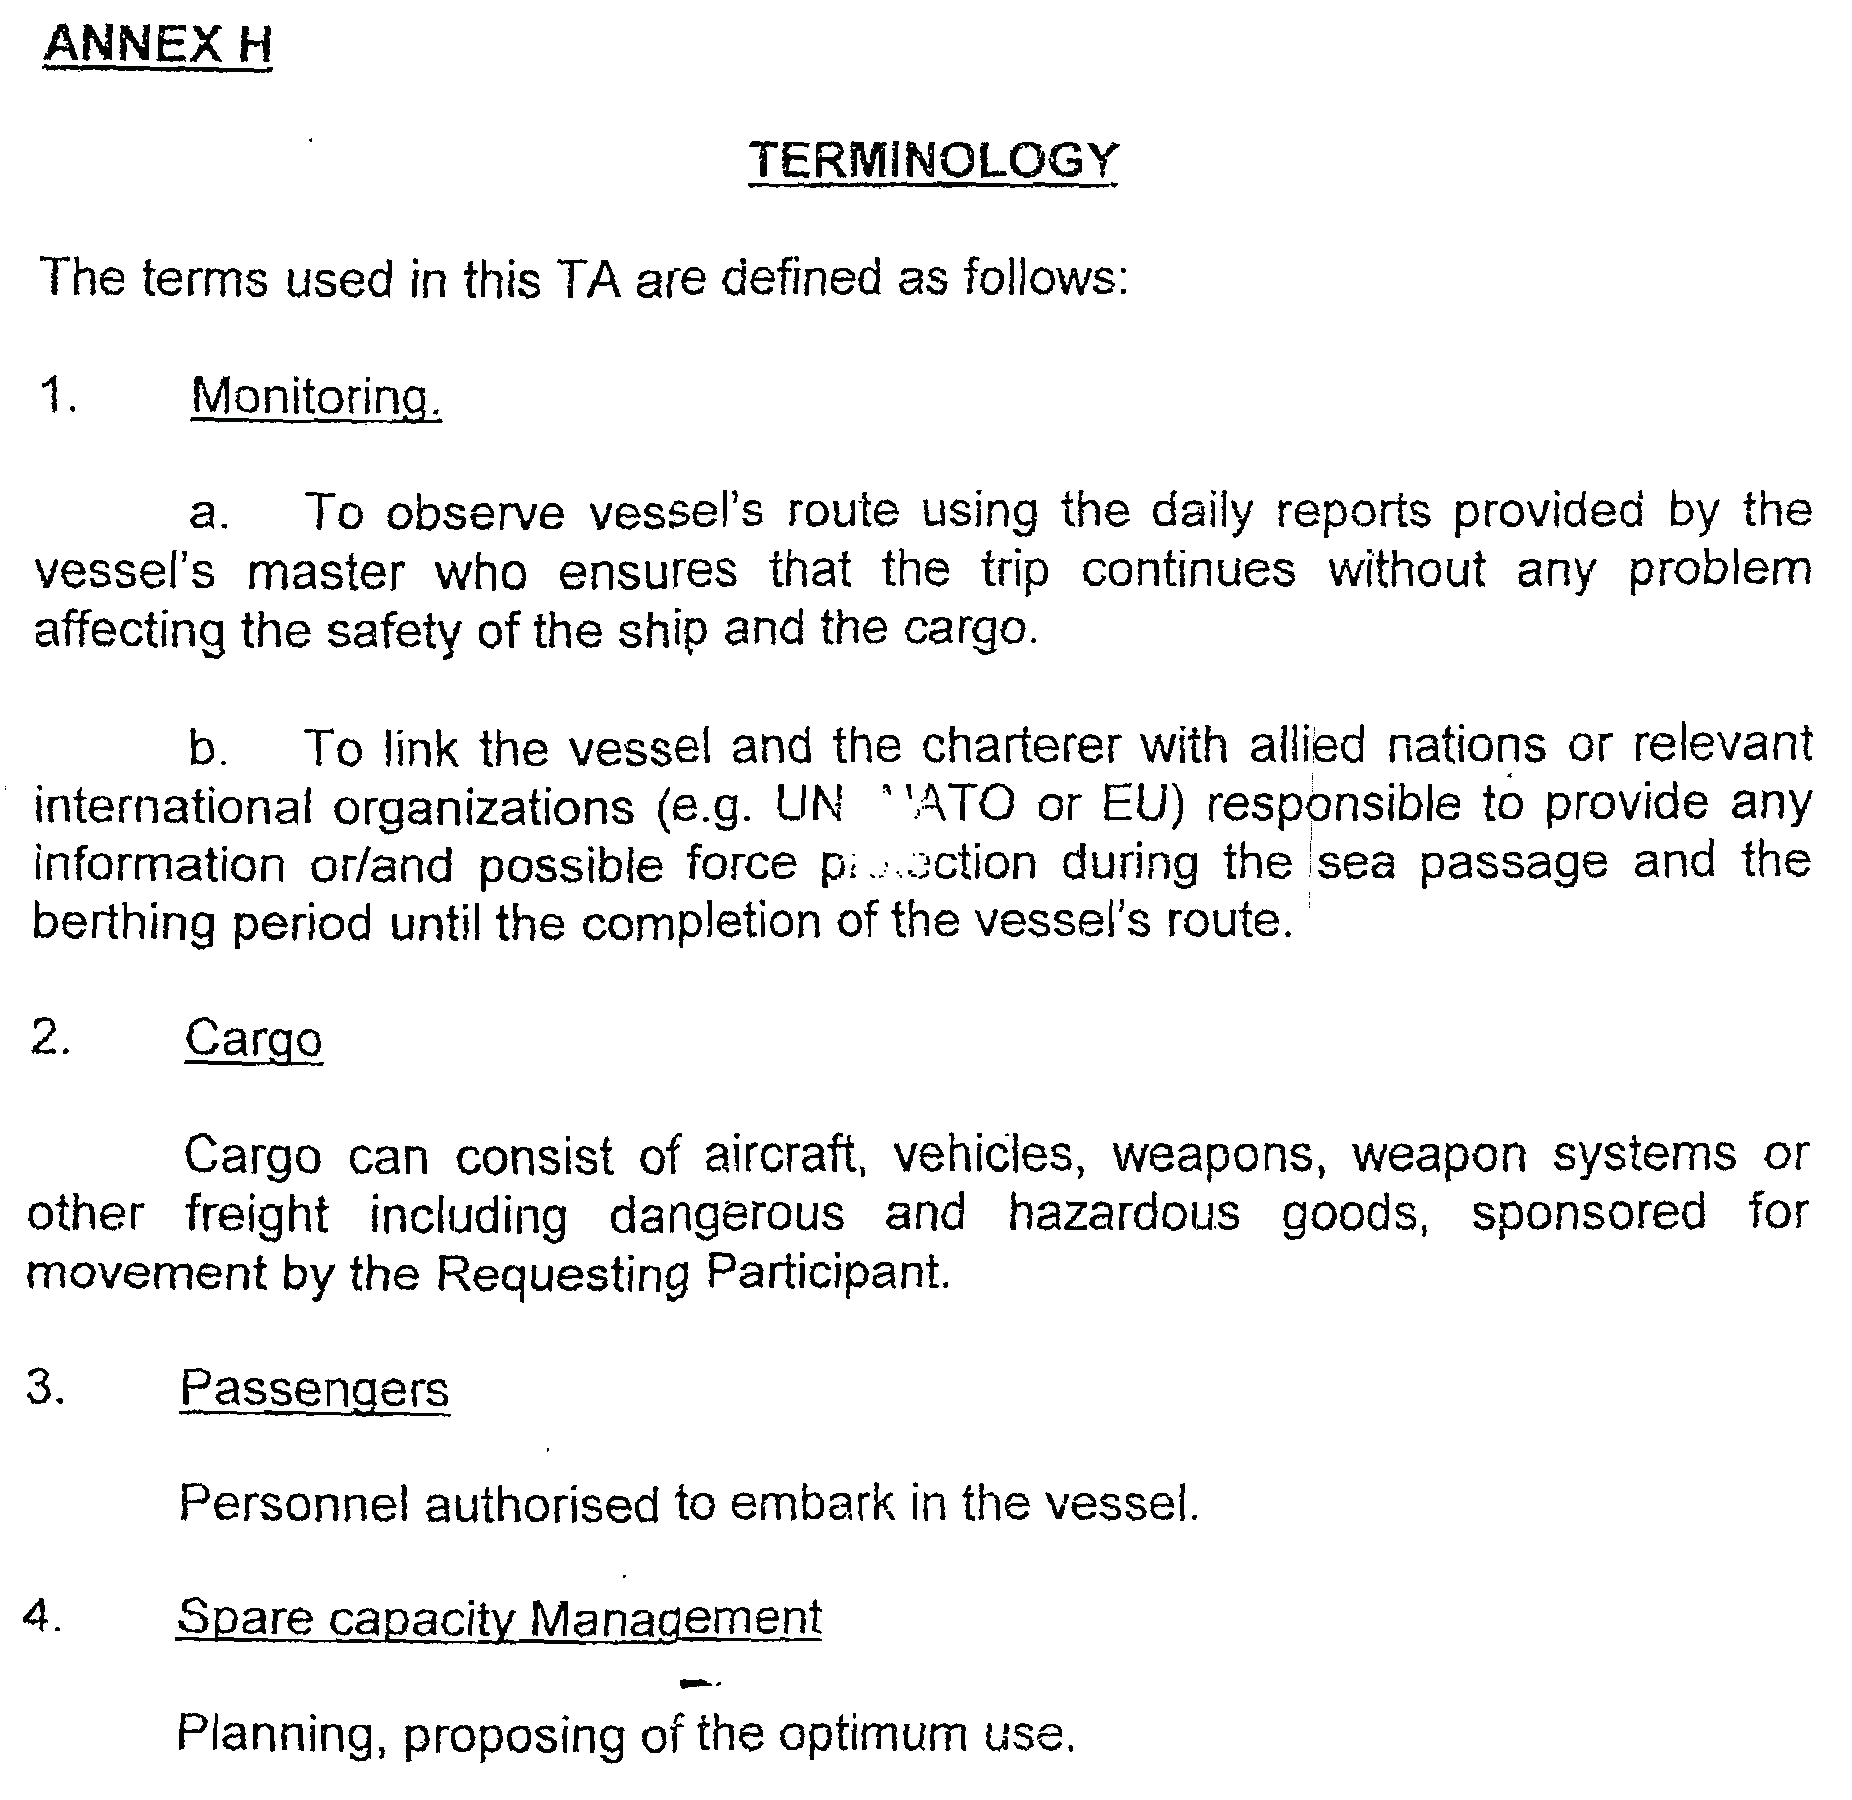 ANNEX H
TERMINOLOGY
The terms used in this TA are defined as follows:
1. Monitoring.
a. To observe vessel's route using the daily reports provided by the
vessel's master who ensures that the trip continues without any problem
affecting the safety of the ship and the cargo.
b. To link the vessel and the charterer with allied nations or relevant
international organizations (e.g. UN NATO or EU) responsible to provide any
information or/and possible force protection during the sea passage and the
berthing period until the completion of the vessel's route.
2. Cargo
Cargo can consist of aircraft, vehicles, weapons, weapon systems or
other freight including dangerous and hazardous goods, sponsored for
movement by the Requesting Participant.
3. Passengers
Personnel authorised to embark in the vessel.
4. Spare capacity Management
Planning, proposing of the optimum use.